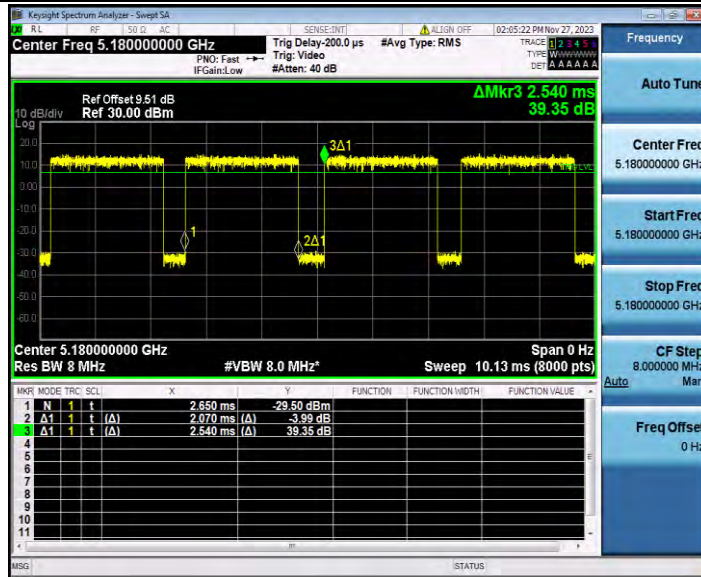 Keysight Spectrum Analyzer - Swept SA
RL RF 50 Ω AC SENSE:INT ALIGN OFF 02:05:22 PM Nov 27, 2023
Center Freq 5.180000000 GHz
PNO: Fast
IFGain:Low
Trig Delay-200.0 µs
Trig: Video
#Atten: 40 dB
#Avg Type: RMS
TRACE 1 2 3 4 5 6
TYPE WWWWWW
DET A A A A A A
Frequency
Auto Tune
Center Freq
5.180000000 GHz
Start Freq
5.180000000 GHz
Stop Freq
5.180000000 GHz
CF Step
8.000000 MHz
Auto Man
Freq Offset
0 Hz
ΔMkr3 2.540 ms
39.35 dB
Ref Offset 9.51 dB
Ref 30.00 dBm
10 dB/div
Log
20.0
10.0
0.00
-10.0
-20.0
-30.0
-40.0
-50.0
-60.0
3Δ1
1
2Δ1
Center 5.180000000 GHz Span 0 Hz
Res BW 8 MHz #VBW 8.0 MHz* Sweep 10.13 ms (8000 pts)
MKR MODE TRC SCL X Y FUNCTION FUNCTION WIDTH FUNCTION VALUE
1 N 1 t 2.650 ms -29.50 dBm
2 Δ1 1 t (Δ) 2.070 ms (Δ) -3.99 dB
3 Δ1 1 t (Δ) 2.540 ms (Δ) 39.35 dB
4
5
6
7
8
9
10
11
MSG STATUS